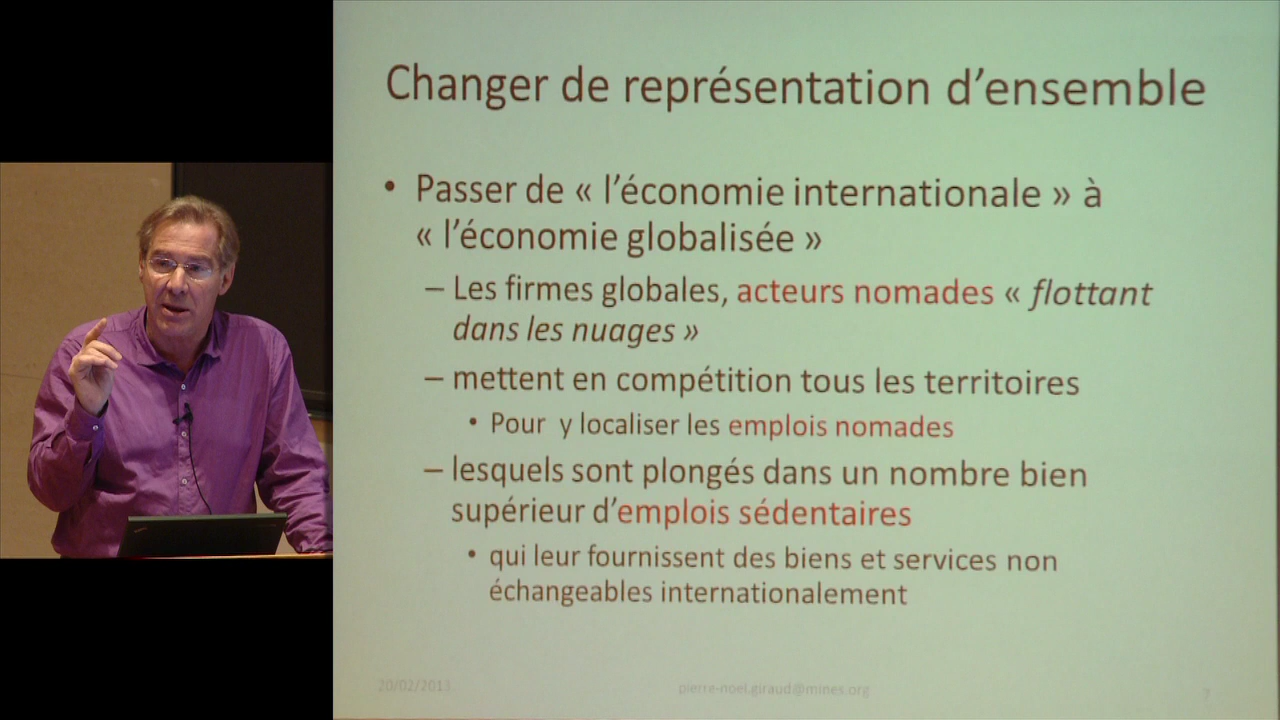 Changer de représentation d’ensemble
• Passer de « l’économie internationale » à
« l’économie globalisée »
– Les firmes globales, acteurs nomades « flottant
dans les nuages »
– mettent en compétition tous les territoires
• Pour y localiser les emplois nomades
– lesquels sont plongés dans un nombre bien
supérieur d’emplois sédentaires
• qui leur fournissent des biens et services non
échangeables internationalement
20/02/2013
pierre-noel.giraud@mines.org